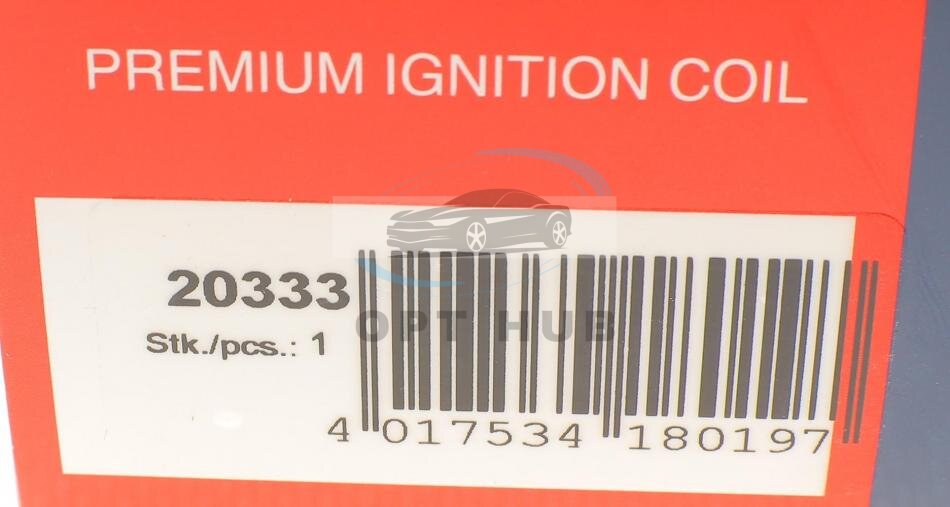 PREMIUM IGNITION COIL
20333
Stk./pcs.: 1
OPT HUB
4 017534 180197